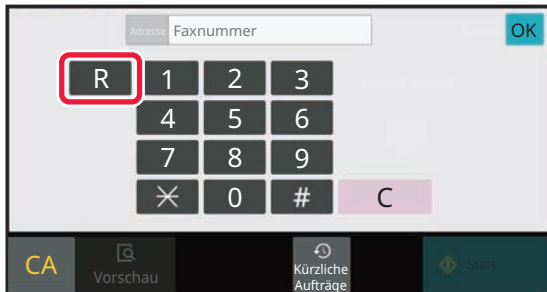 Adresse Faxnummer OK
R 1 2 3
4 5 6
7 8 9
* 0 # C
CA Vorschau Kürzliche Aufträge Start